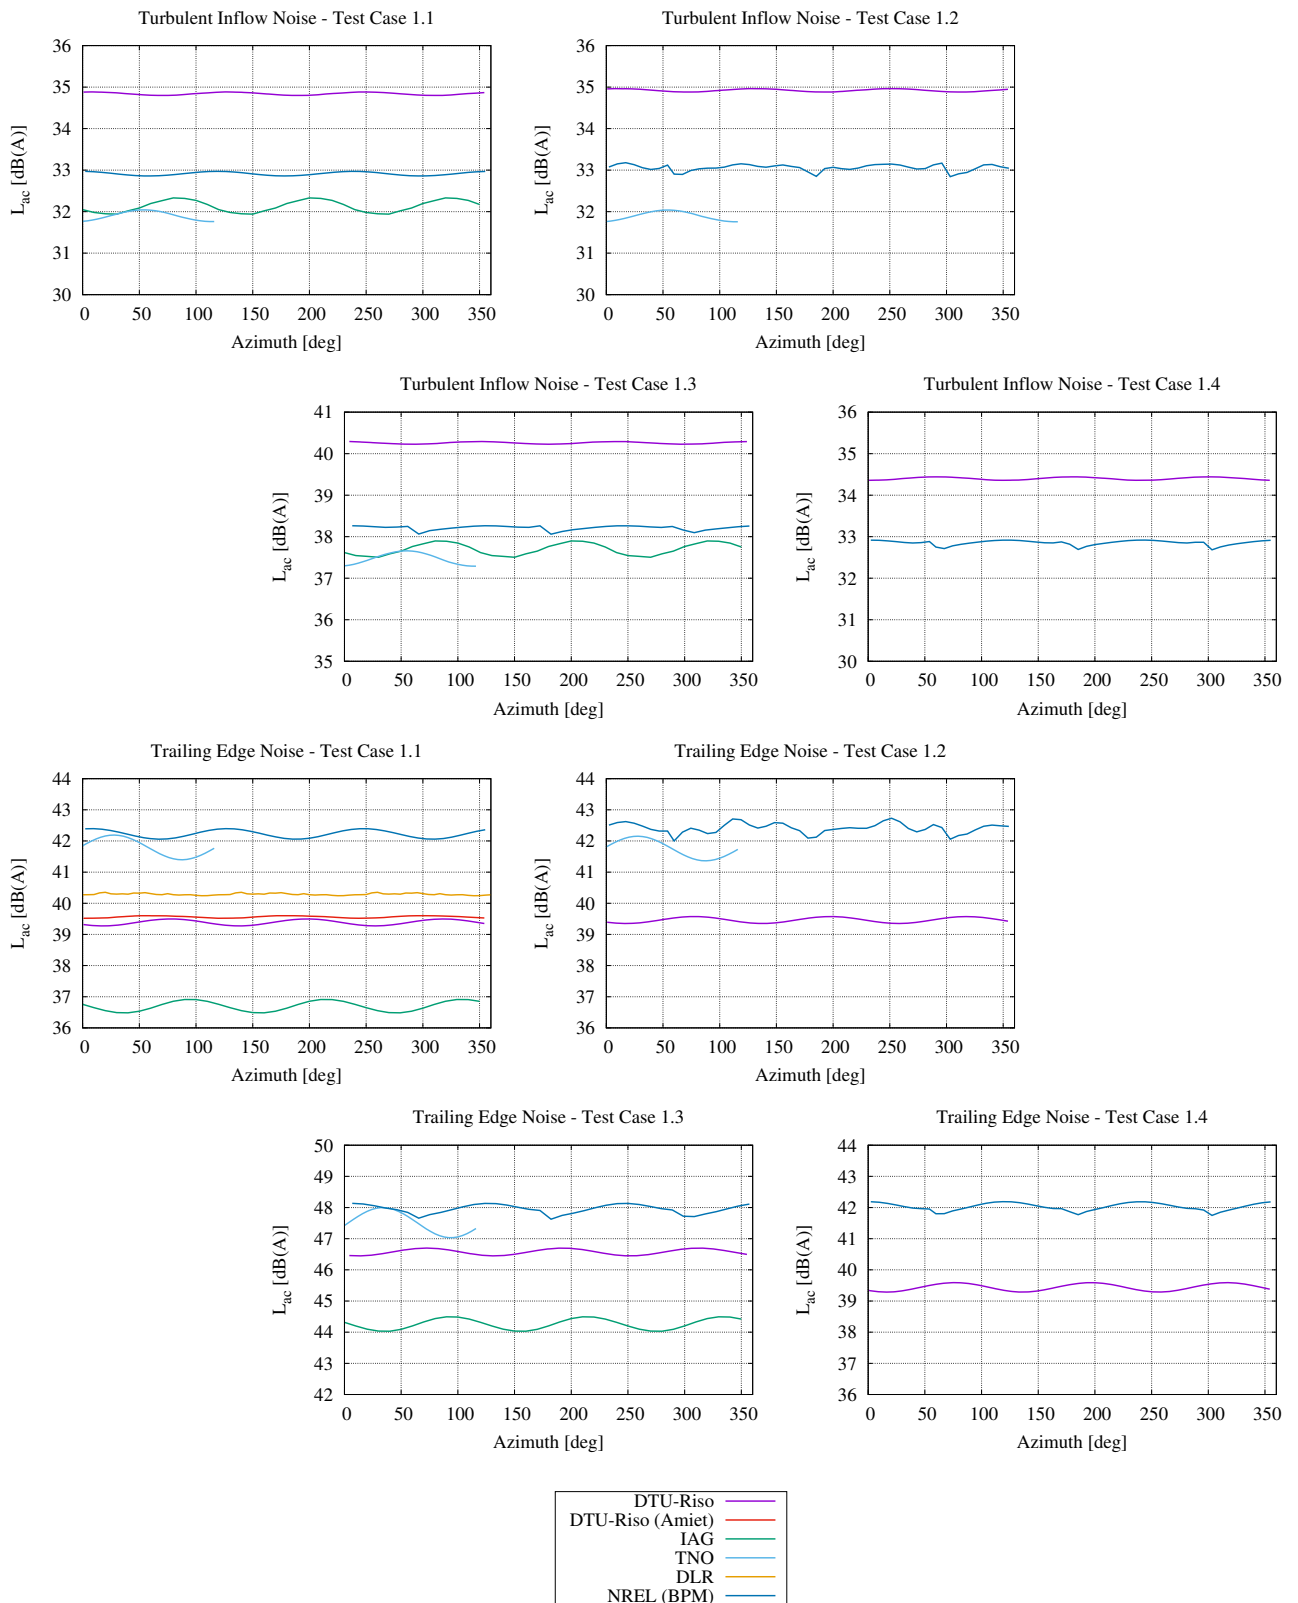 Turbulent Inflow Noise - Test Case 1.1
36
35
34
33
32
31
30
L_ac [dB(A)]
0 50 100 150 200 250 300 350
Azimuth [deg]
Turbulent Inflow Noise - Test Case 1.2
36
35
34
33
32
31
30
L_ac [dB(A)]
0 50 100 150 200 250 300 350
Azimuth [deg]
Turbulent Inflow Noise - Test Case 1.3
41
40
39
38
37
36
35
L_ac [dB(A)]
0 50 100 150 200 250 300 350
Azimuth [deg]
Turbulent Inflow Noise - Test Case 1.4
36
35
34
33
32
31
30
L_ac [dB(A)]
0 50 100 150 200 250 300 350
Azimuth [deg]
Trailing Edge Noise - Test Case 1.1
44
43
42
41
40
39
38
37
36
L_ac [dB(A)]
0 50 100 150 200 250 300 350
Azimuth [deg]
Trailing Edge Noise - Test Case 1.2
44
43
42
41
40
39
38
37
36
L_ac [dB(A)]
0 50 100 150 200 250 300 350
Azimuth [deg]
Trailing Edge Noise - Test Case 1.3
50
49
48
47
46
45
44
43
42
L_ac [dB(A)]
0 50 100 150 200 250 300 350
Azimuth [deg]
Trailing Edge Noise - Test Case 1.4
44
43
42
41
40
39
38
37
36
L_ac [dB(A)]
0 50 100 150 200 250 300 350
Azimuth [deg]
DTU-Riso
DTU-Riso (Amiet)
IAG
TNO
DLR
NREL (BPM)